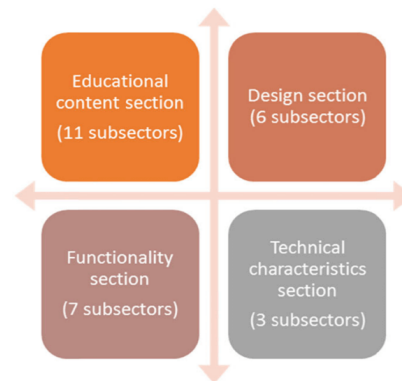 Educational
content section
(11 subsectors)
Design section
(6 subsectors)
Functionality
section
(7 subsectors)
Technical
characteristics
section
(3 subsectors)